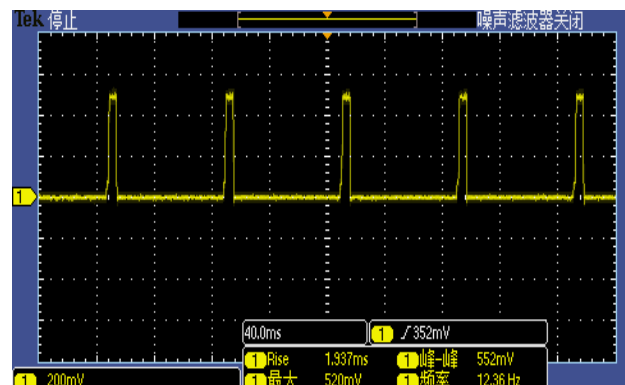 Tek 停止 噪声滤波器关闭
1
40.0ms 1 352mV
1 Rise 1.937ms 1 峰-峰 552mV
1 200mV 1 最大 520mV 1 频率 12.36 Hz